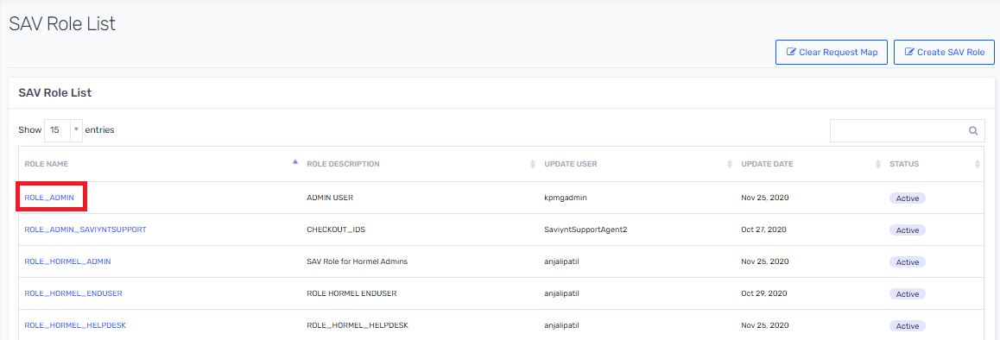 SAV Role List
Clear Request Map Create SAV Role
SAV Role List
Show 15 entries
ROLE NAME ROLE DESCRIPTION UPDATE USER UPDATE DATE STATUS
ROLE_ADMIN ADMIN USER kpmgadmin Nov 25, 2020 Active
ROLE_ADMIN_SAVIYNTSUPPORT CHECKOUT_IDS SaviyntSupportAgent2 Oct 27, 2020 Active
ROLE_HORMEL_ADMIN SAV Role for Hormel Admins anjalipatil Nov 25, 2020 Active
ROLE_HORMEL_ENDUSER ROLE HORMEL ENDUSER anjalipatil Oct 29, 2020 Active
ROLE_HORMEL_HELPDESK ROLE_HORMEL_HELPDESK anjalipatil Nov 25, 2020 Active